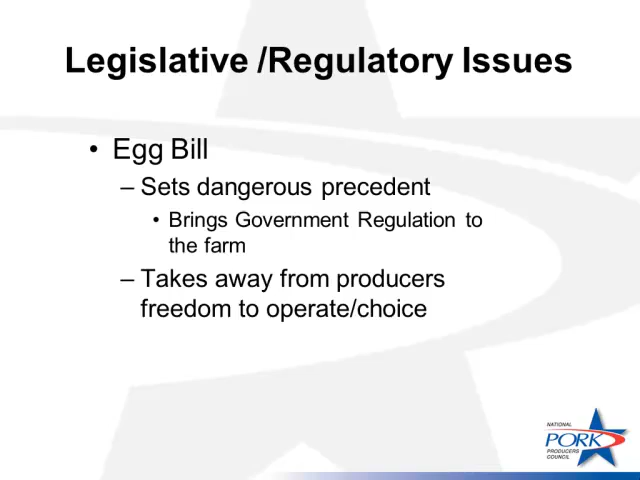 Legislative /Regulatory Issues
• Egg Bill
– Sets dangerous precedent
• Brings Government Regulation to
the farm
– Takes away from producers
freedom to operate/choice
NATIONAL
PORK
PRODUCERS
COUNCIL